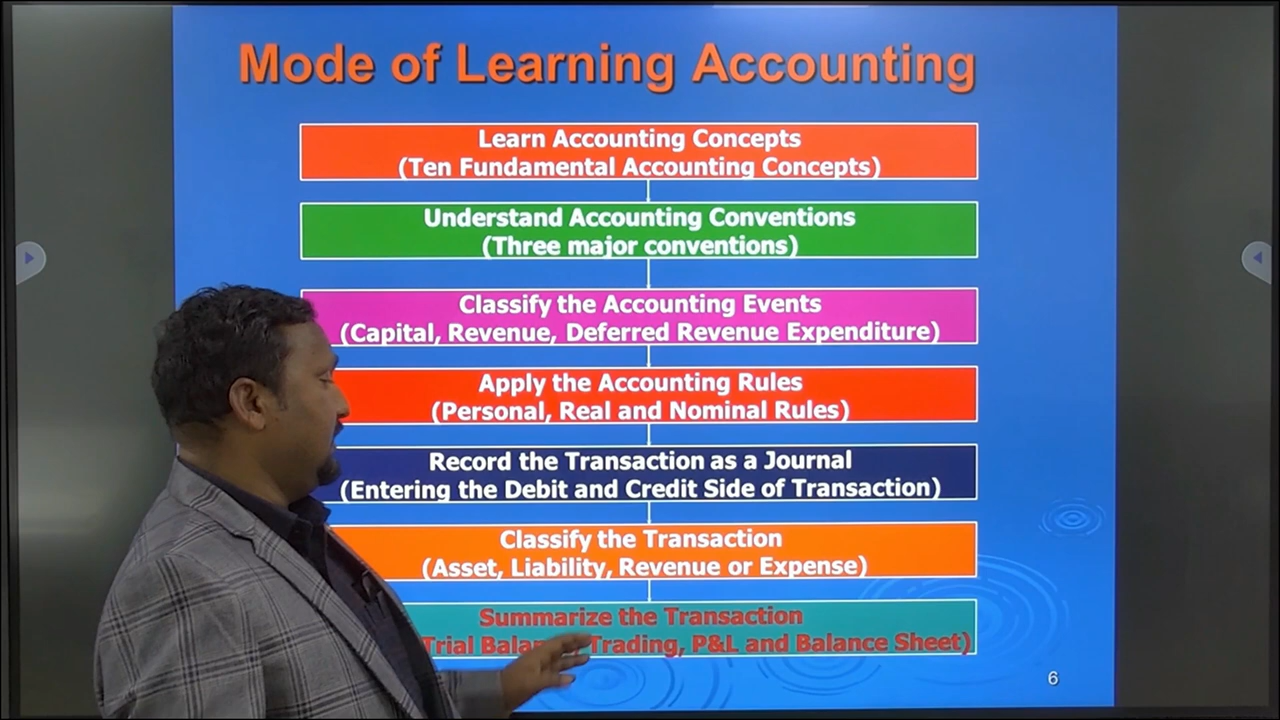 Mode of Learning Accounting
Learn Accounting Concepts
(Ten Fundamental Accounting Concepts)
Understand Accounting Conventions
(Three major conventions)
Classify the Accounting Events
(Capital, Revenue, Deferred Revenue Expenditure)
Apply the Accounting Rules
(Personal, Real and Nominal Rules)
Record the Transaction as a Journal
(Entering the Debit and Credit Side of Transaction)
Classify the Transaction
(Asset, Liability, Revenue or Expense)
Summarize the Transaction
Trial Trading, P&L and Balance Sheet)
6